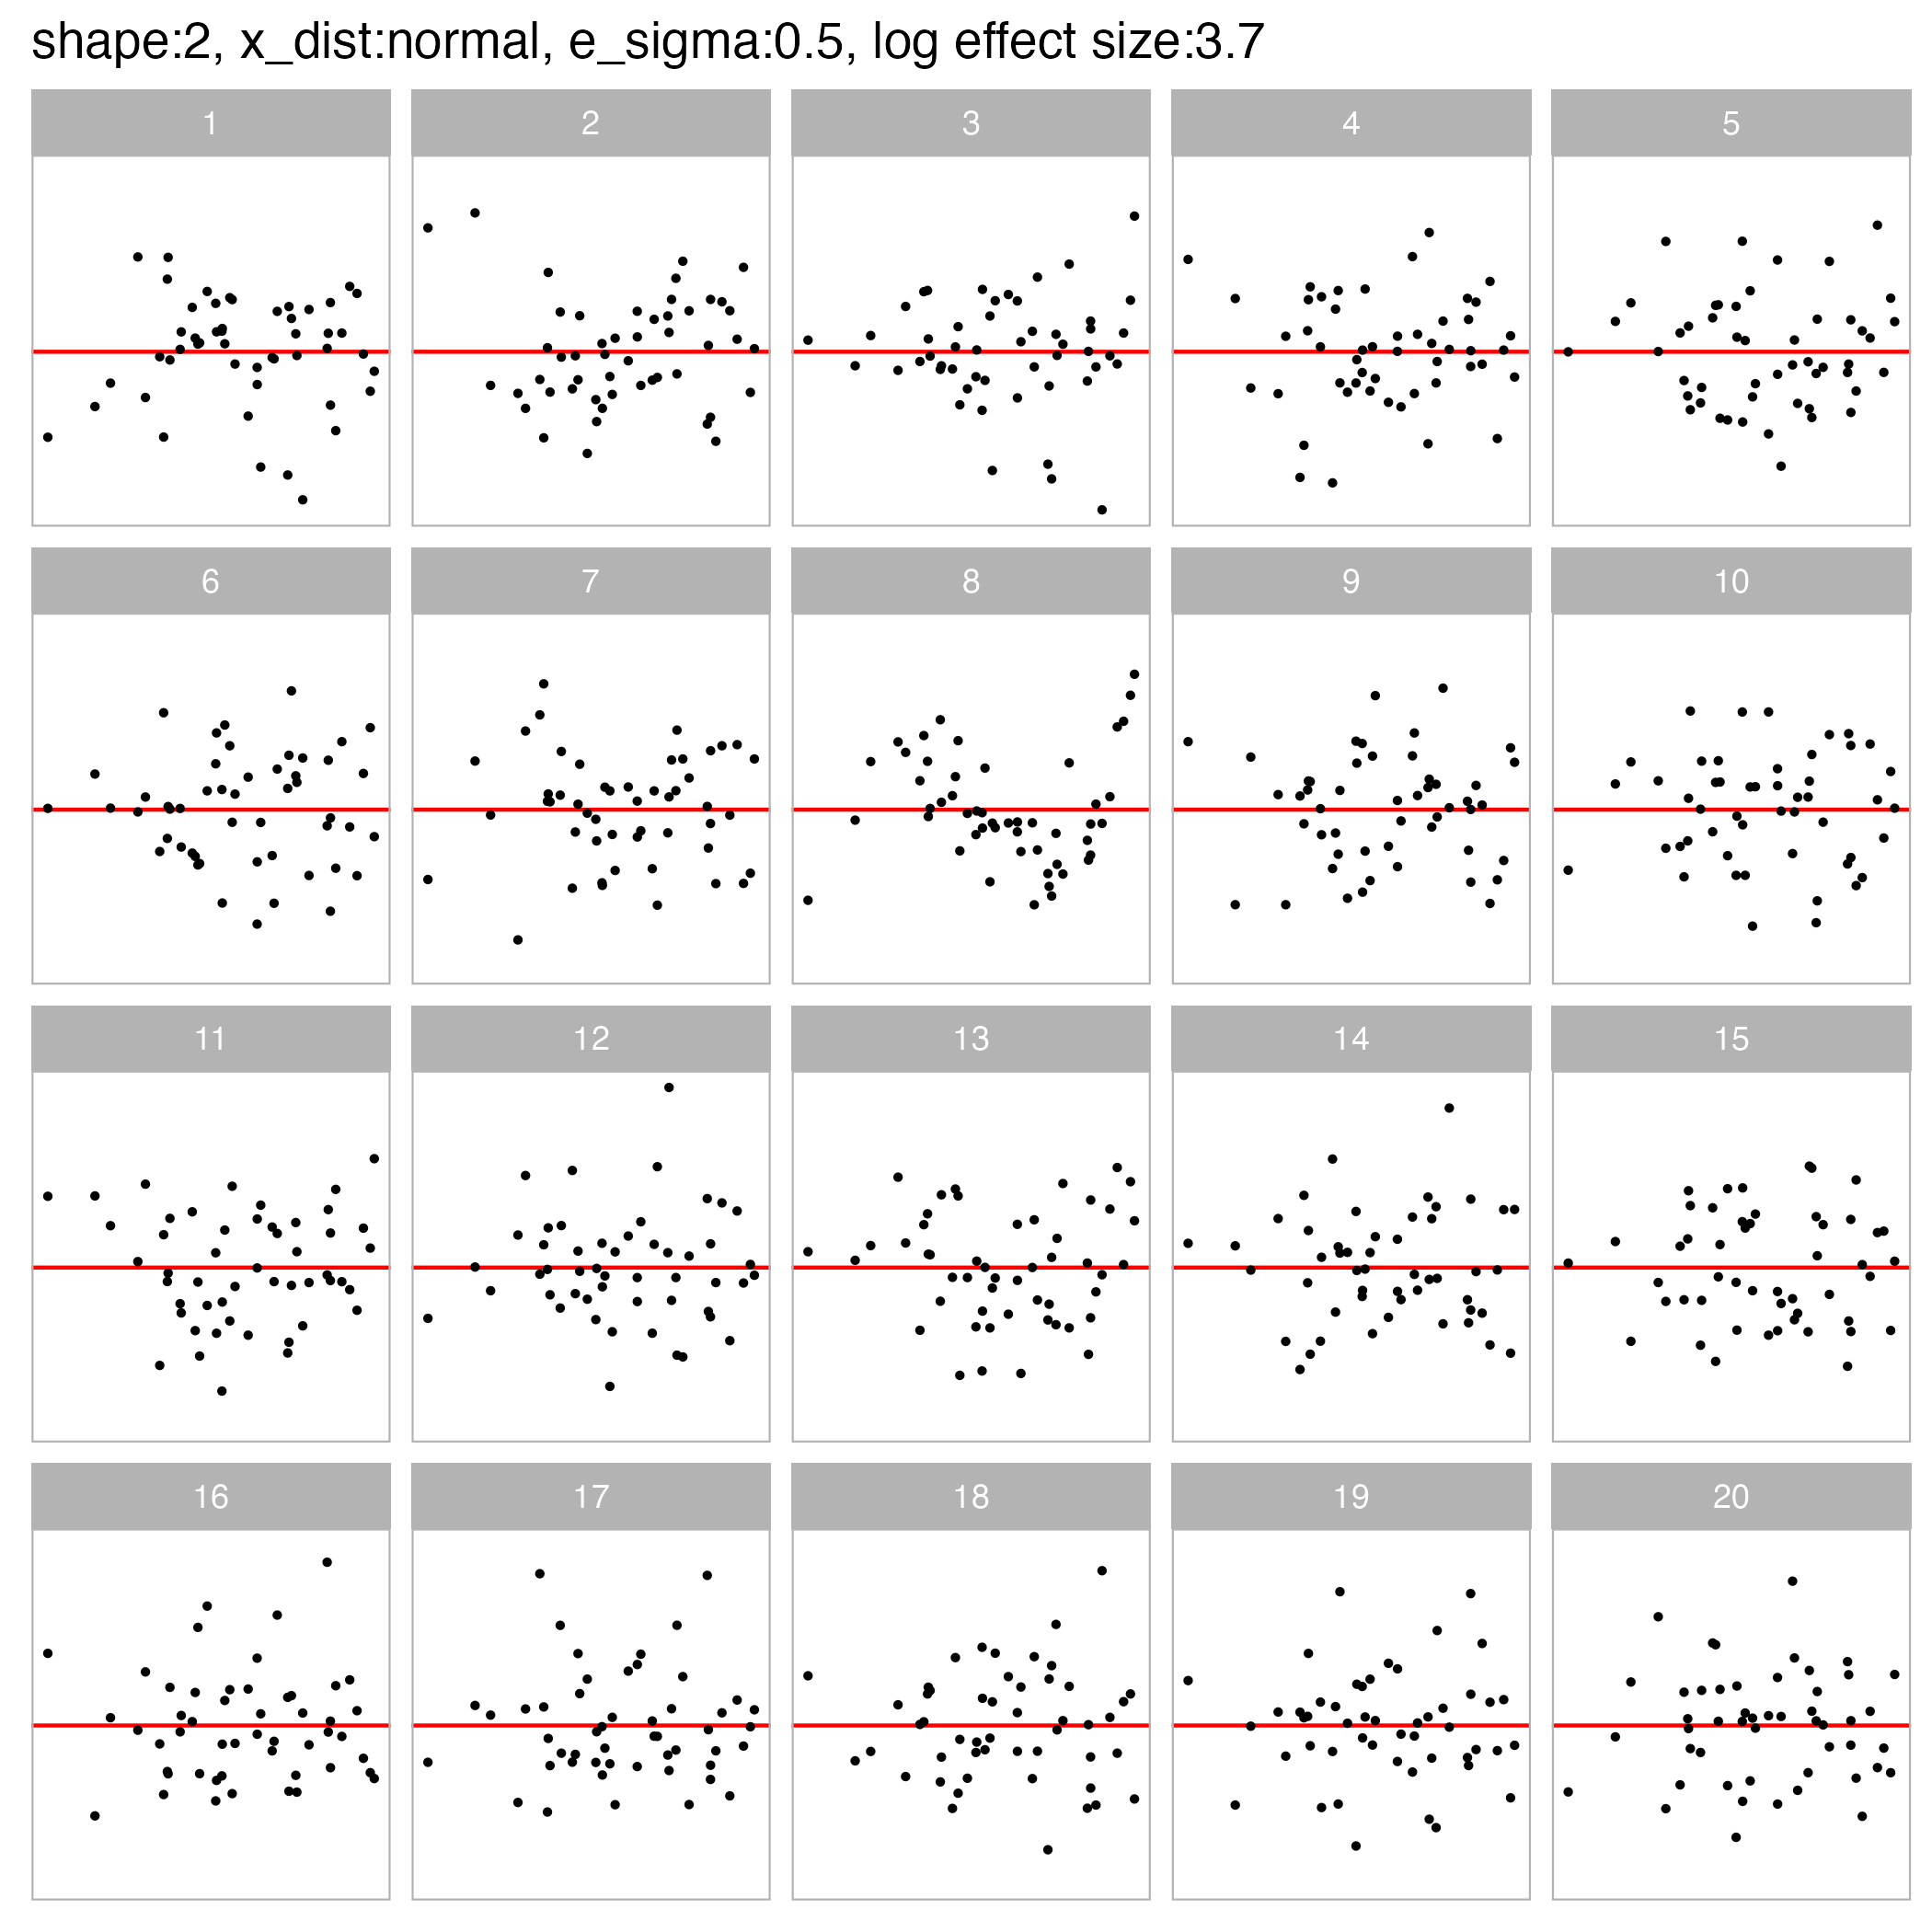 shape:2, x_dist:normal, e_sigma:0.5, log effect size:3.7
1 2 3 4 5
6 7 8 9 10
11 12 13 14 15
16 17 18 19 20